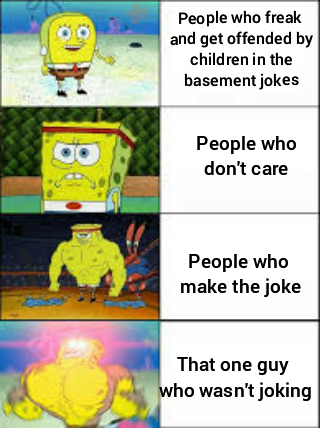 People who freak
and get offended by
children in the
basement jokes
People who
don't care
People who
make the joke
That one guy
who wasn't joking